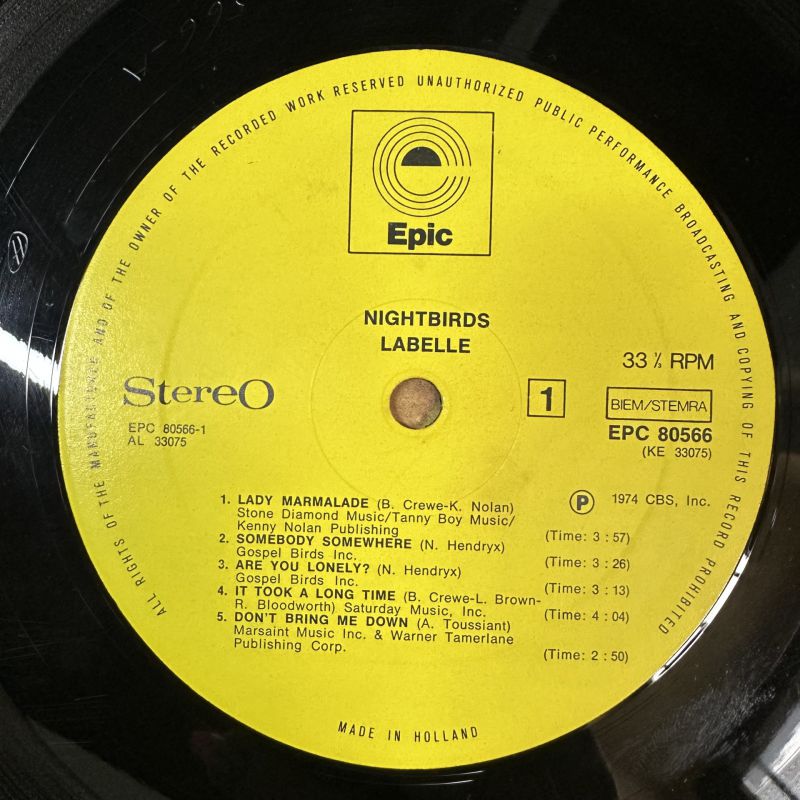 ALL RIGHTS OF THE MANUFACTURER AND OF THE OWNER OF THE RECORDED WORK RESERVED UNAUTHORIZED PUBLIC PERFORMANCE BROADCASTING AND COPYING OF THIS RECORD PROHIBITED
Epic
NIGHTBIRDS
LABELLE
Stereo
EPC 80566-1
AL 33075
1
33⅓ RPM
BIEM/STEMRA
EPC 80566
(KE 33075)
Ⓟ 1974 CBS, Inc.
1. LADY MARMALADE (B. Crewe-K. Nolan)
Stone Diamond Music/Tanny Boy Music/
Kenny Nolan Publishing (Time: 3 : 57)
2. SOMEBODY SOMEWHERE (N. Hendryx)
Gospel Birds Inc. (Time: 3 : 26)
3. ARE YOU LONELY? (N. Hendryx)
Gospel Birds Inc. (Time: 3 : 13)
4. IT TOOK A LONG TIME (B. Crewe-L. Brown-
R. Bloodworth) Saturday Music, Inc. (Time: 4 : 04)
5. DON'T BRING ME DOWN (A. Toussiant)
Marsaint Music Inc. & Warner Tamerlane
Publishing Corp. (Time: 2 : 50)
MADE IN HOLLAND